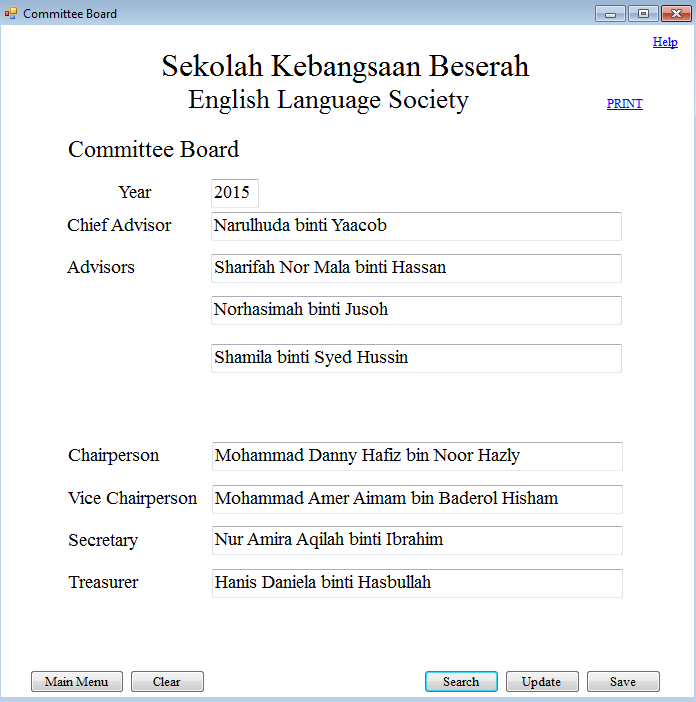 Committee Board
Help
Sekolah Kebangsaan Beserah
English Language Society
PRINT
Committee Board
Year 2015
Chief Advisor Narulhuda binti Yaacob
Advisors Sharifah Nor Mala binti Hassan
Norhasimah binti Jusoh
Shamila binti Syed Hussin
Chairperson Mohammad Danny Hafiz bin Noor Hazly
Vice Chairperson Mohammad Amer Aimam bin Baderol Hisham
Secretary Nur Amira Aqilah binti Ibrahim
Treasurer Hanis Daniela binti Hasbullah
Main Menu Clear Search Update Save